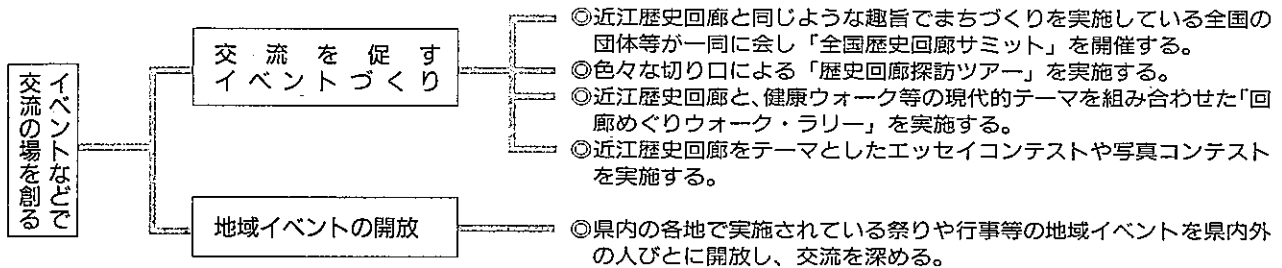 イベントなどで
交流の場を創る
交流を促す
イベントづくり
◎近江歴史回廊と同じような趣旨でまちづくりを実施している全国の
団体等が一同に会し「全国歴史回廊サミット」を開催する。
◎色々な切り口による「歴史回廊探訪ツアー」を実施する。
◎近江歴史回廊と、健康ウォーク等の現代的テーマを組み合わせた「回
廊めぐりウォーク・ラリー」を実施する。
◎近江歴史回廊をテーマとしたエッセイコンテストや写真コンテスト
を実施する。
地域イベントの開放
◎県内の各地で実施されている祭りや行事等の地域イベントを県内外
の人びとに開放し、交流を深める。